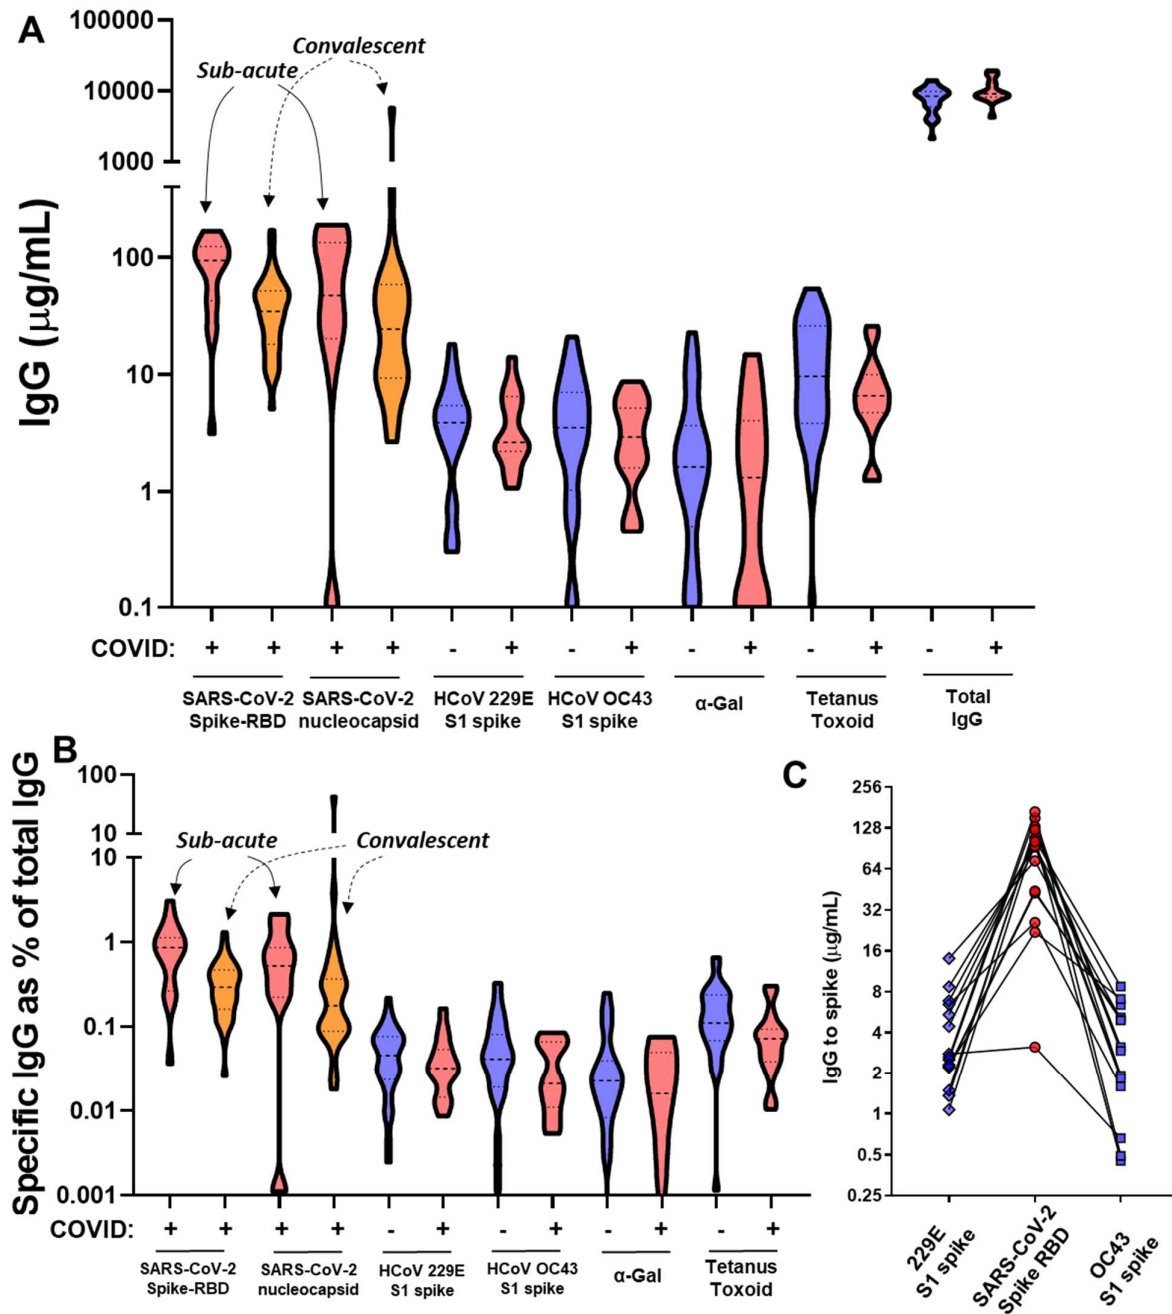 A
100000
10000
1000
100
10
1
0.1
IgG (μg/mL)
Sub-acute
Convalescent
COVID: + + + + - + - + - + - + - +
SARS-CoV-2
Spike-RBD
SARS-CoV-2
nucleocapsid
HCoV 229E
S1 spike
HCoV OC43
S1 spike
α-Gal
Tetanus
Toxoid
Total
IgG
B
100
10
10
1
0.1
0.01
0.001
Specific IgG as % of total IgG
Sub-acute
Convalescent
COVID: + + + + - + - + - + - +
SARS-CoV-2
Spike-RBD
SARS-CoV-2
nucleocapsid
HCoV 229E
S1 spike
HCoV OC43
S1 spike
α-Gal
Tetanus
Toxoid
C
256
128
64
32
16
8
4
2
1
0.5
0.25
IgG to spike (μg/mL)
229E
S1 spike
SARS-CoV-2
Spike RBD
OC43
S1 spike